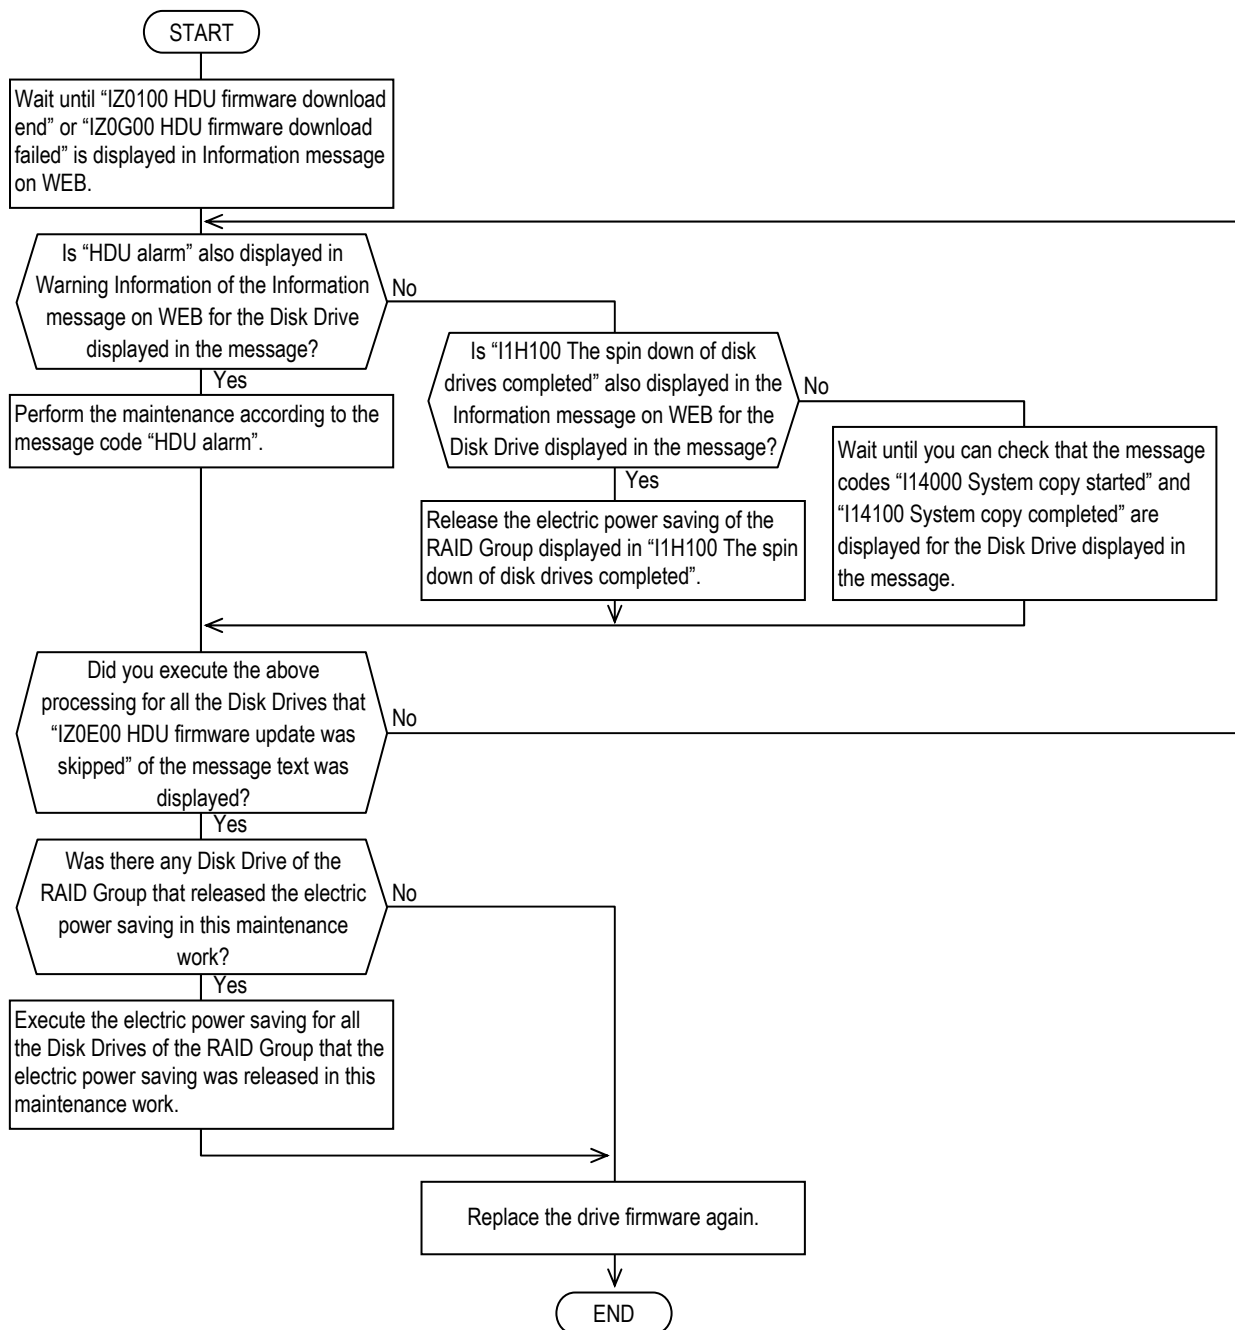 START
Wait until “IZ0100 HDU firmware download
end” or “IZ0G00 HDU firmware download
failed” is displayed in Information message
on WEB.
Is “HDU alarm” also displayed in
Warning Information of the Information
message on WEB for the Disk Drive
displayed in the message?
No
Yes
Perform the maintenance according to the
message code “HDU alarm”.
Is “I1H100 The spin down of disk
drives completed” also displayed in the
Information message on WEB for the
Disk Drive displayed in the message?
No
Yes
Release the electric power saving of the
RAID Group displayed in “I1H100 The spin
down of disk drives completed”.
Wait until you can check that the message
codes “I14000 System copy started” and
“I14100 System copy completed” are
displayed for the Disk Drive displayed in
the message.
Did you execute the above
processing for all the Disk Drives that
“IZ0E00 HDU firmware update was
skipped” of the message text was
displayed?
No
Yes
Was there any Disk Drive of the
RAID Group that released the electric
power saving in this maintenance
work?
No
Yes
Execute the electric power saving for all
the Disk Drives of the RAID Group that the
electric power saving was released in this
maintenance work.
Replace the drive firmware again.
END